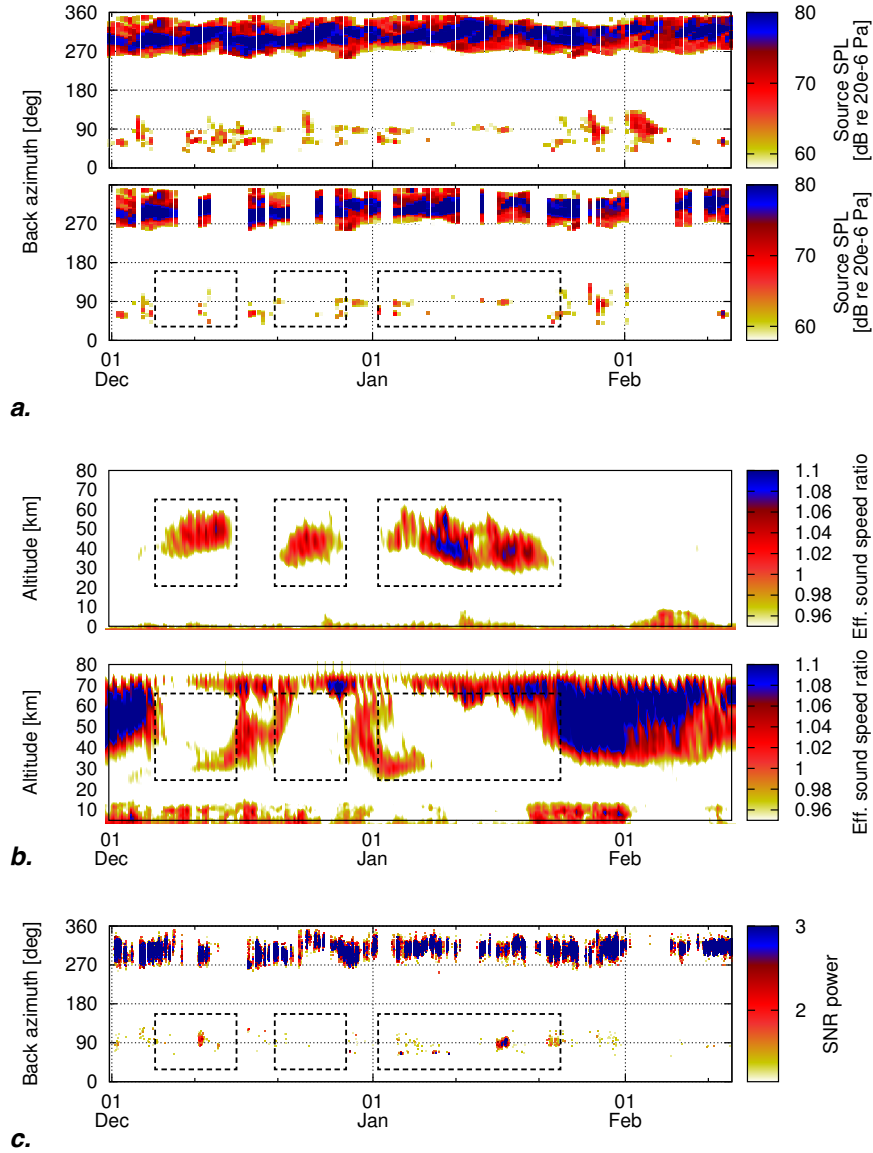 360
270
180
90
0
80
70
60
Source SPL
[dB re 20e-6 Pa]
Back azimuth [deg]
270
180
90
0
80
70
60
Source SPL
[dB re 20e-6 Pa]
01
Dec
01
Jan
01
Feb
a.
80
70
60
50
40
30
20
10
0
Altitude [km]
1.1
1.08
1.06
1.04
1.02
1
0.98
0.96
Eff. sound speed ratio
80
70
60
50
40
30
20
10
Altitude [km]
1.1
1.08
1.06
1.04
1.02
1
0.98
0.96
Eff. sound speed ratio
01
Dec
01
Jan
01
Feb
b.
360
270
180
90
0
Back azimuth [deg]
3
2
SNR power
01
Dec
01
Jan
01
Feb
c.